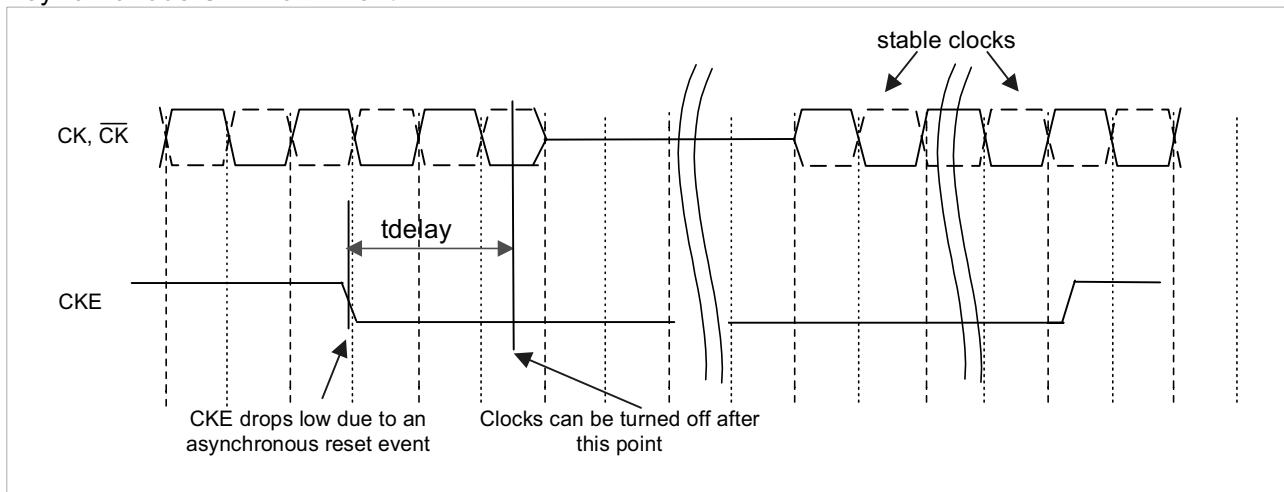 stable clocks
CK, C̅K̅
tdelay
CKE
CKE drops low due to an
asynchronous reset event
Clocks can be turned off after
this point